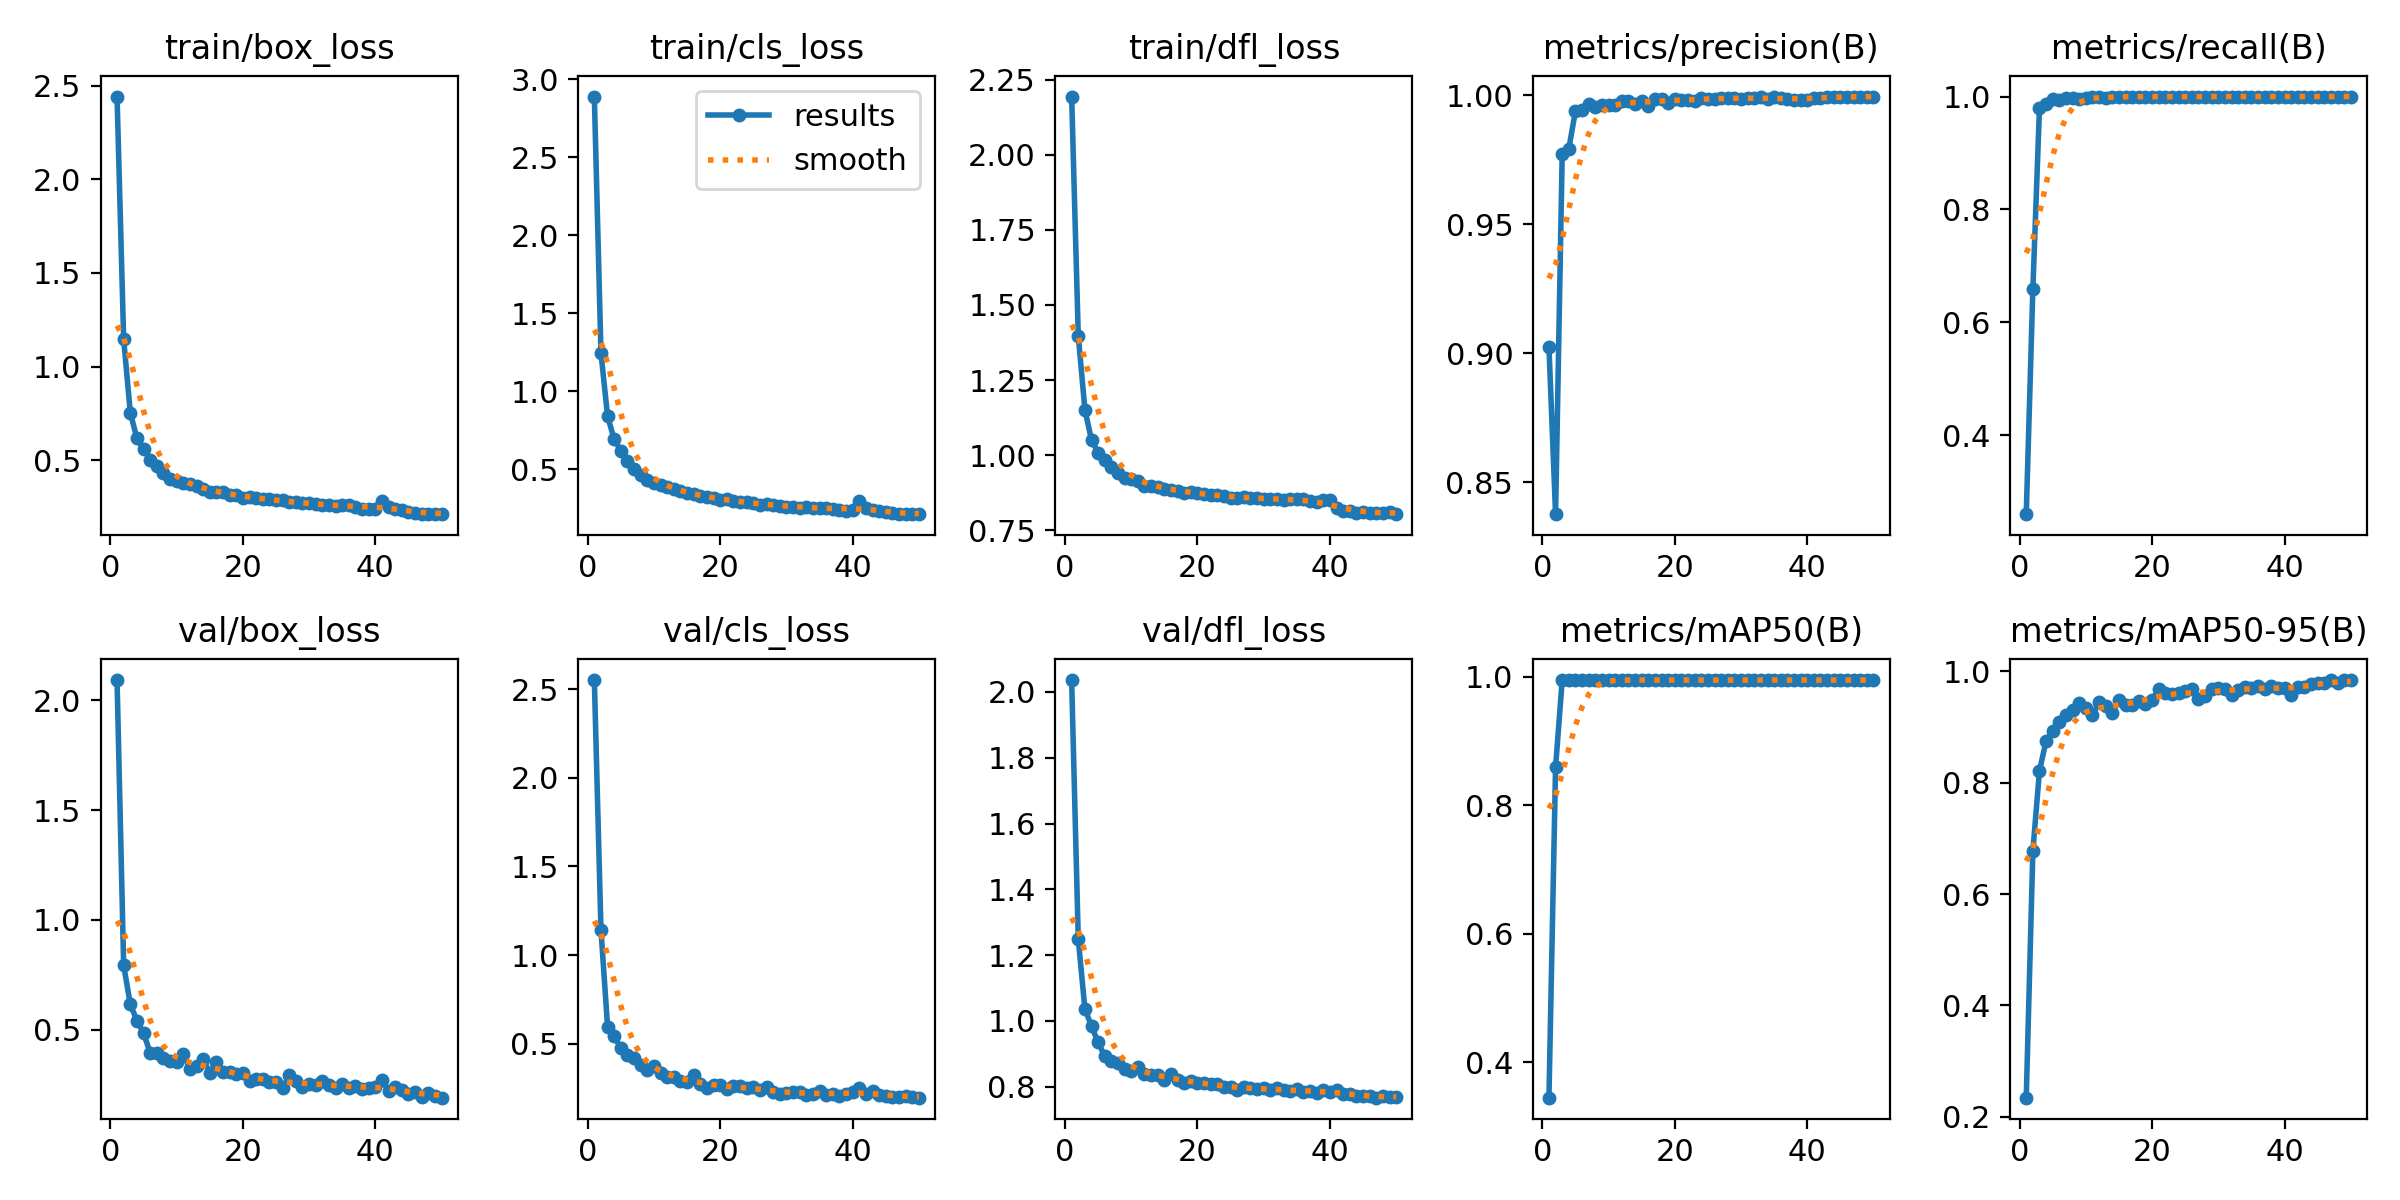 train/box_loss
2.5
2.0
1.5
1.0
0.5
0 20 40
train/cls_loss
3.0
2.5
2.0
1.5
1.0
0.5
0 20 40
results
smooth
train/dfl_loss
2.25
2.00
1.75
1.50
1.25
1.00
0.75
0 20 40
metrics/precision(B)
1.00
0.95
0.90
0.85
0 20 40
metrics/recall(B)
1.0
0.8
0.6
0.4
0 20 40
val/box_loss
2.0
1.5
1.0
0.5
0 20 40
val/cls_loss
2.5
2.0
1.5
1.0
0.5
0 20 40
val/dfl_loss
2.0
1.8
1.6
1.4
1.2
1.0
0.8
0 20 40
metrics/mAP50(B)
1.0
0.8
0.6
0.4
0 20 40
metrics/mAP50-95(B)
1.0
0.8
0.6
0.4
0.2
0 20 40